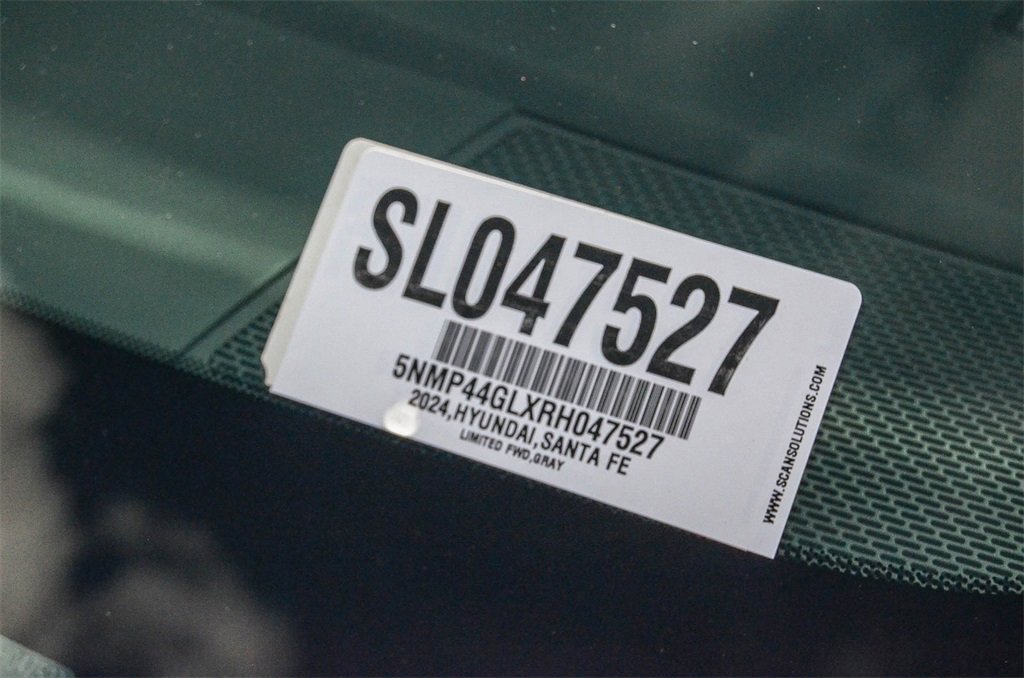 SL047527
5NMP44GLXRH047527
2024,HYUNDAI,SANTA FE
LIMITED FWD,GRAY
WWW.SCANSOLUTIONS.COM